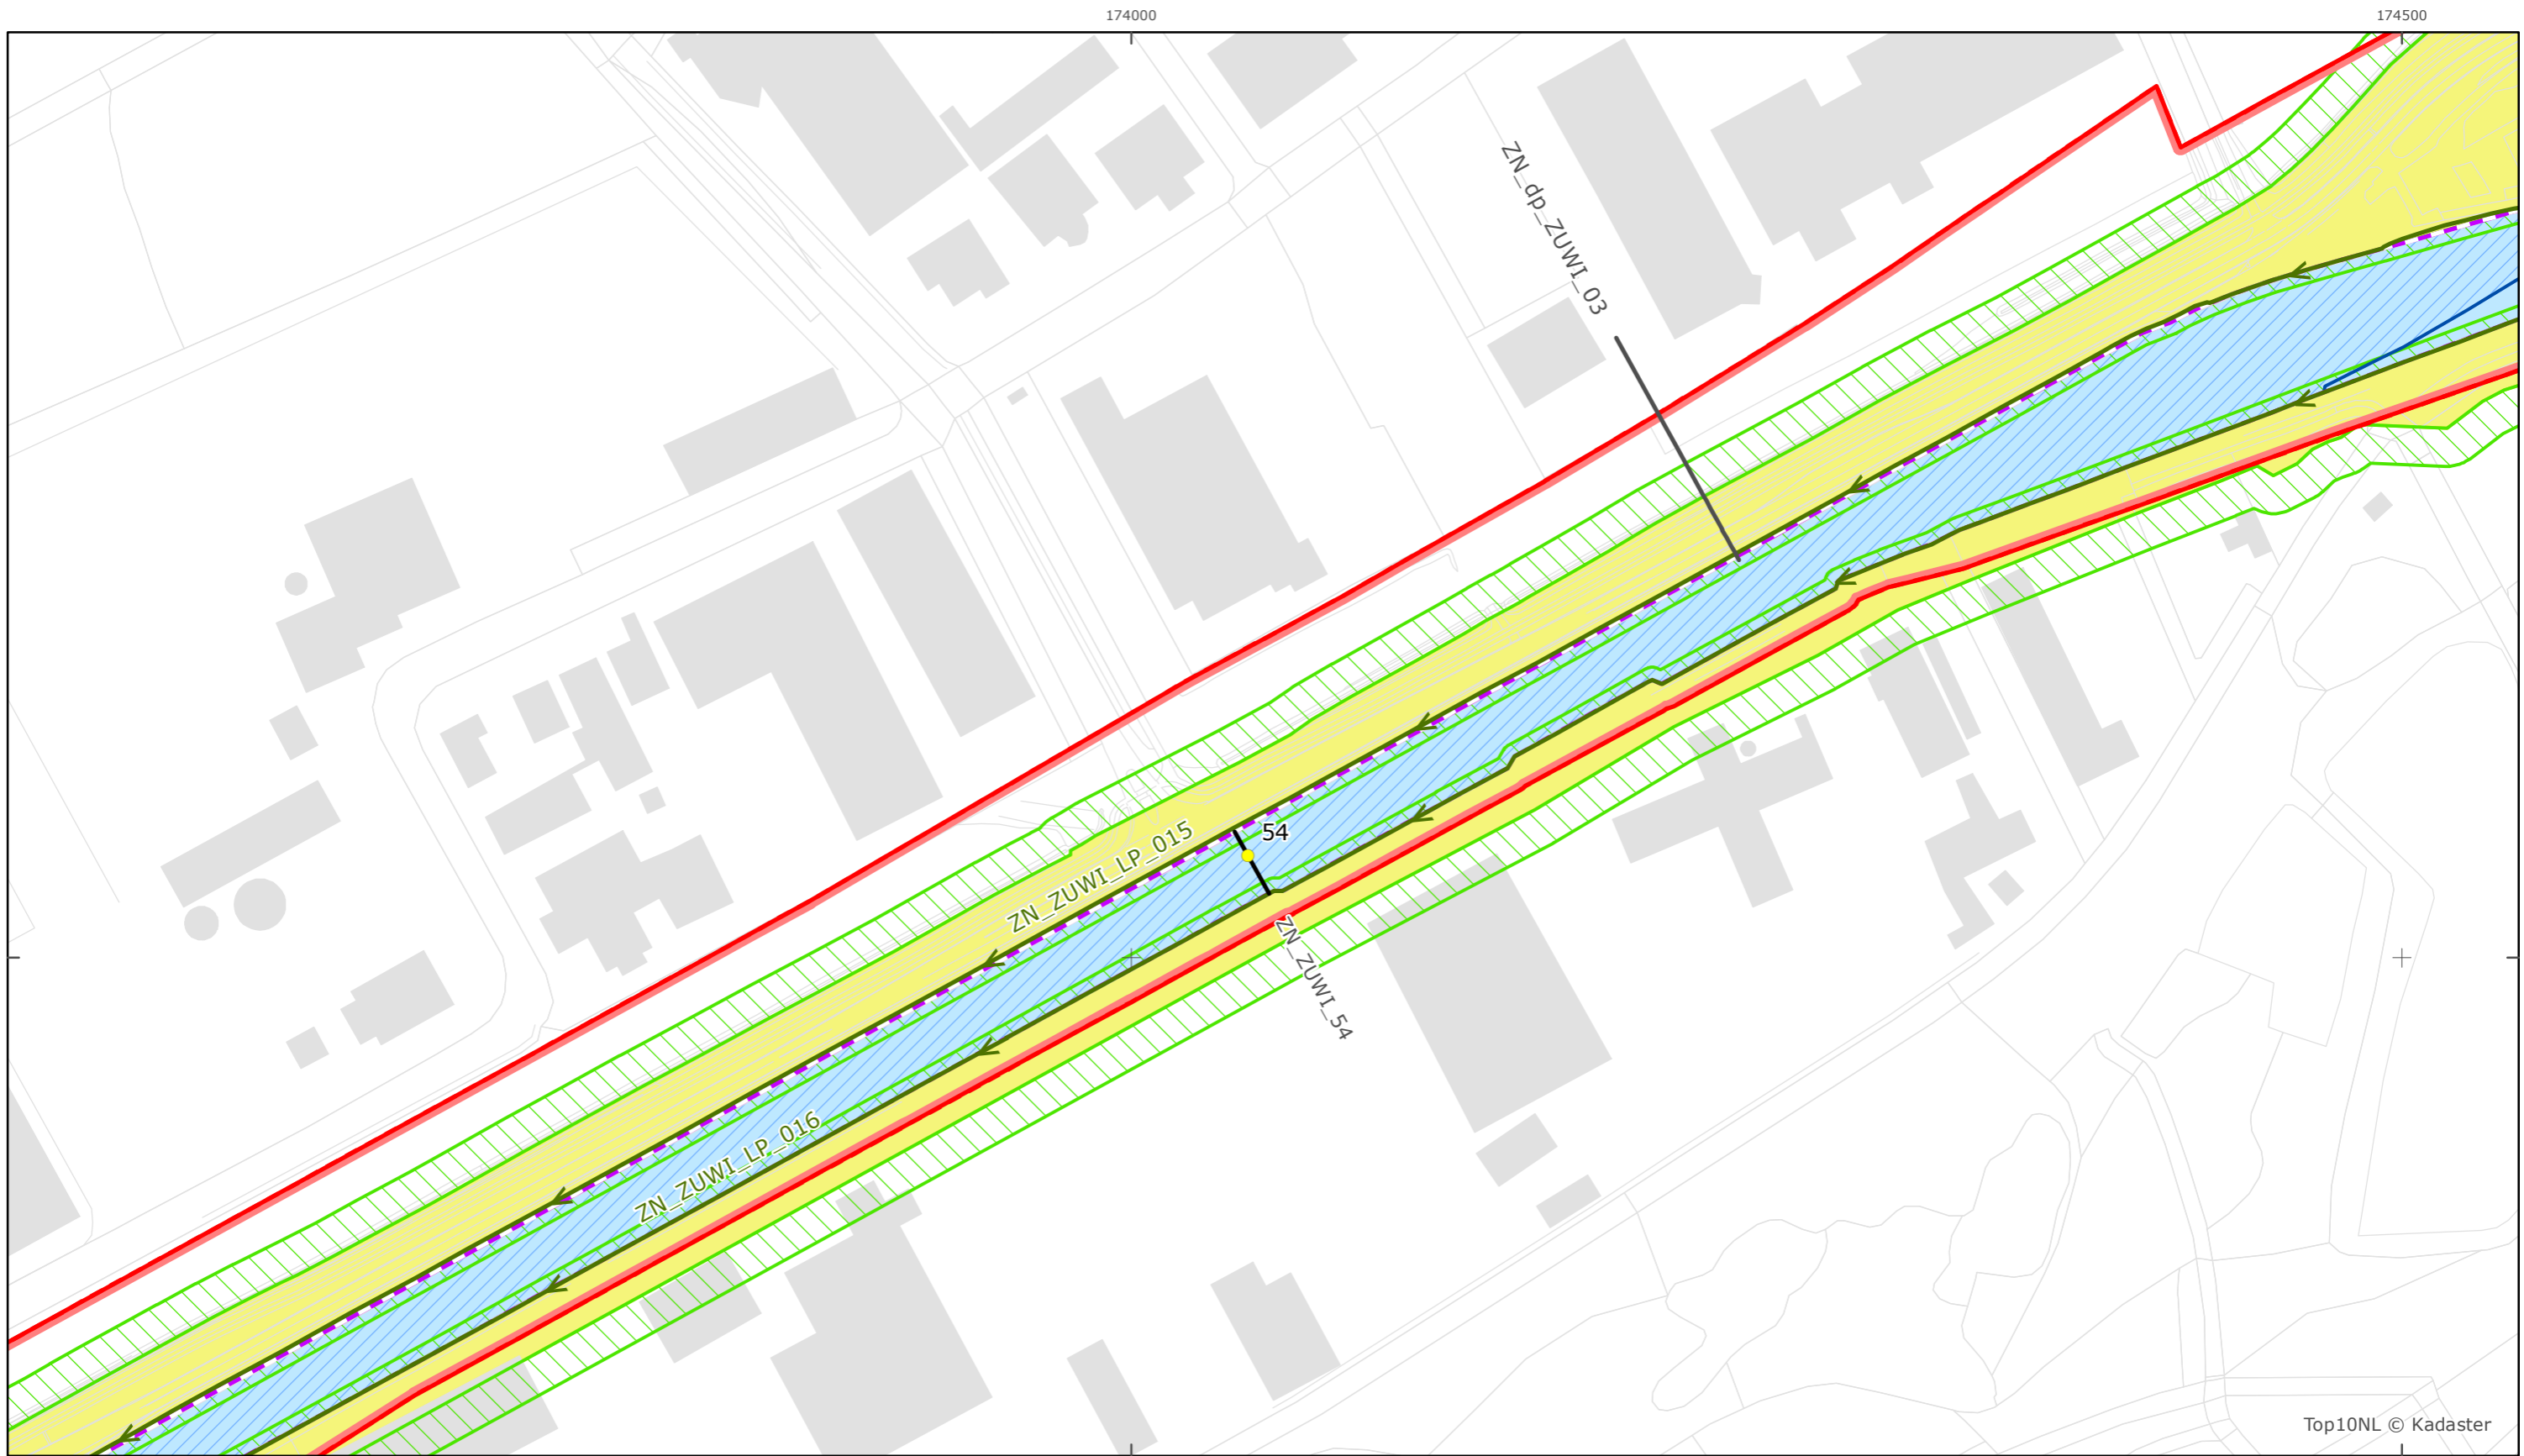 174000
174500
ZN_dp_ZUWI_03
54
ZN_ZUWI_LP_015
ZN_ZUWI_54
ZN_ZUWI_LP_016
Top10NL © Kadaster